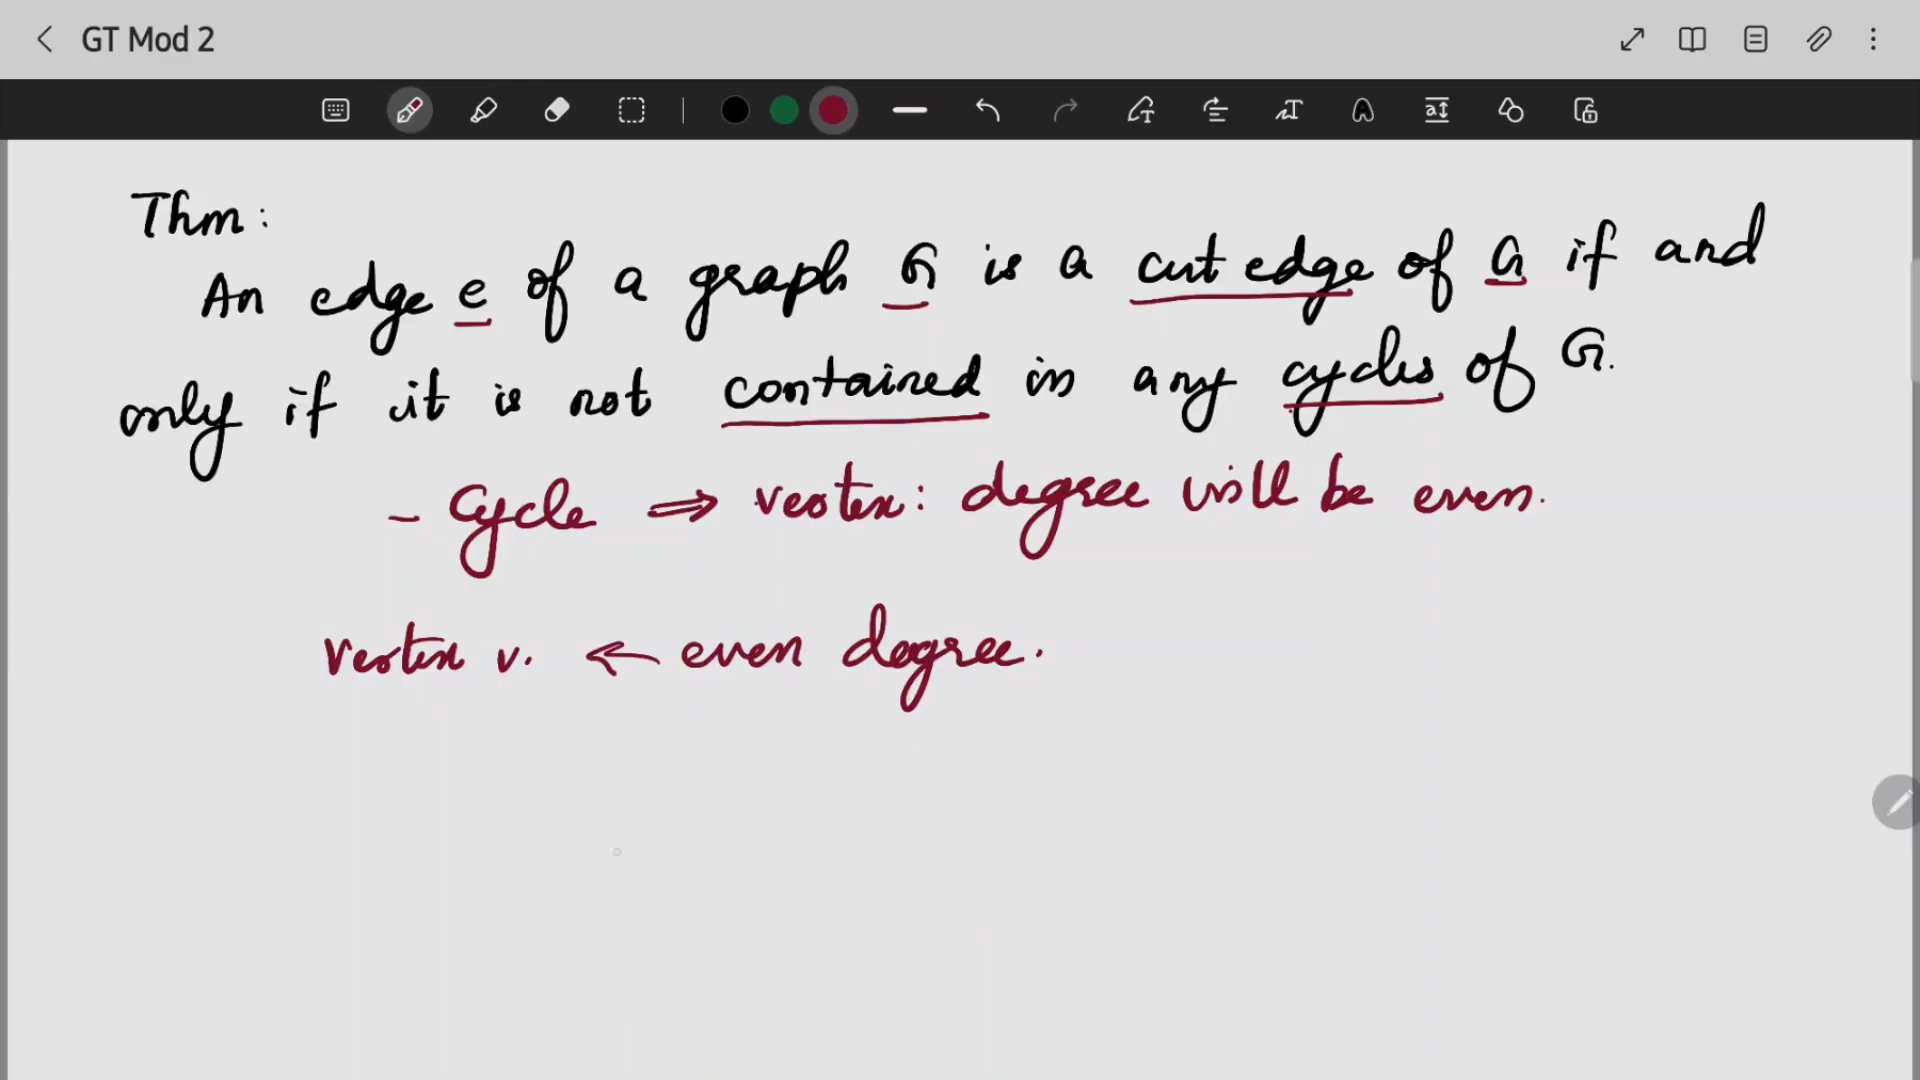 GT Mod 2
Thm:
An edge e of a graph G is a cut edge of G if and
only if it is not contained in any cycles of G.
- Cycle ⇒ vertex: degree will be even.
Vertex v. ← even degree.